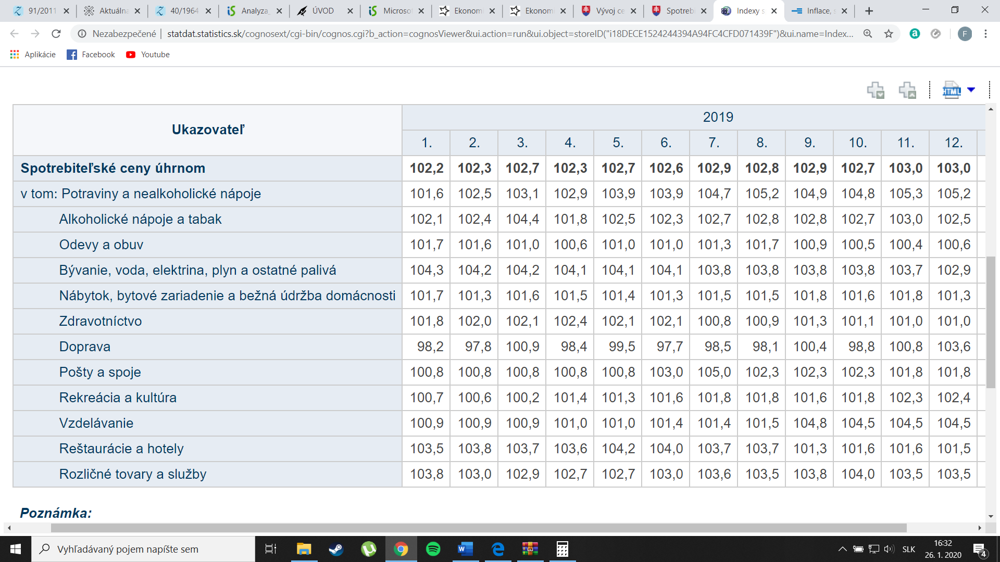 91/2011
Aktuálna
40/1964
Analyza_
ÚVOD
Microsof
Ekonomi
Ekonomi
Vývoj ce
Spotrebi
Indexy s
Inflace, s
Nezabezpečené | statdat.statistics.sk/cognosext/cgi-bin/cognos.cgi?b_action=cognosViewer&ui.action=run&ui.object=storeID("i18DECE1524244394A94FC4CFD071439F")&ui.name=Index... F
Aplikácie Facebook Youtube
HTML
Ukazovateľ 2019
1. 2. 3. 4. 5. 6. 7. 8. 9. 10. 11. 12.
Spotrebiteľské ceny úhrnom 102,2 102,3 102,7 102,3 102,7 102,6 102,9 102,8 102,9 102,7 103,0 103,0
v tom: Potraviny a nealkoholické nápoje 101,6 102,5 103,1 102,9 103,9 103,9 104,7 105,2 104,9 104,8 105,3 105,2
Alkoholické nápoje a tabak 102,1 102,4 104,4 101,8 102,5 102,3 102,7 102,8 102,8 102,7 103,0 102,5
Odevy a obuv 101,7 101,6 101,0 100,6 101,0 101,0 101,3 101,7 100,9 100,5 100,4 100,6
Bývanie, voda, elektrina, plyn a ostatné palivá 104,3 104,2 104,2 104,1 104,1 104,1 103,8 103,8 103,8 103,8 103,7 102,9
Nábytok, bytové zariadenie a bežná údržba domácnosti 101,7 101,3 101,6 101,5 101,4 101,3 101,5 101,5 101,8 101,6 101,8 101,3
Zdravotníctvo 101,8 102,0 102,1 102,4 102,1 102,1 100,8 100,9 101,3 101,1 101,0 101,0
Doprava 98,2 97,8 100,9 98,4 99,5 97,7 98,5 98,1 100,4 98,8 100,8 103,6
Pošty a spoje 100,8 100,8 100,8 100,8 100,8 103,0 105,0 102,3 102,3 102,3 101,8 101,8
Rekreácia a kultúra 100,7 100,6 100,2 101,4 101,3 101,6 101,8 101,8 101,6 101,8 102,3 102,4
Vzdelávanie 100,9 100,9 100,9 101,0 101,0 101,4 101,4 101,5 104,8 104,5 104,5 104,5
Reštaurácie a hotely 103,5 103,8 103,7 103,6 104,2 104,0 103,7 103,7 101,3 101,6 101,6 101,5
Rozličné tovary a služby 103,8 103,0 102,9 102,7 102,7 103,0 103,6 103,5 103,8 104,0 103,5 103,5
Poznámka:
Vyhľadávaný pojem napíšte sem
SLK
16:32
26. 1. 2020
4